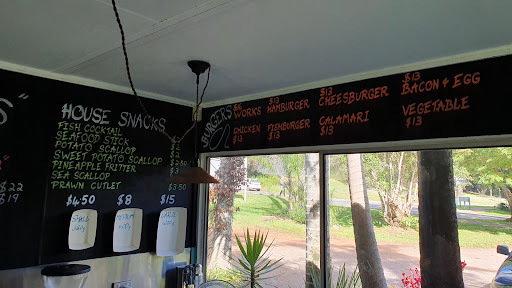 HOUSE SNACKS
FISH COCKTAIL
SEAFOOD STICK
POTATO SCALLOP
SWEET POTATO SCALLOP
PINEAPPLE FRITTER
SEA SCALLOP
PRAWN CUTLET $3.50
$4.50 $8 $15
$22
$19
BURGERS
$16 $13 $13 $13
WORKS HAMBURGER CHEESBURGER BACON & EGG
CHICKEN FISHBURGER CALAMARI VEGETABLE
$13 $13 $13 $13